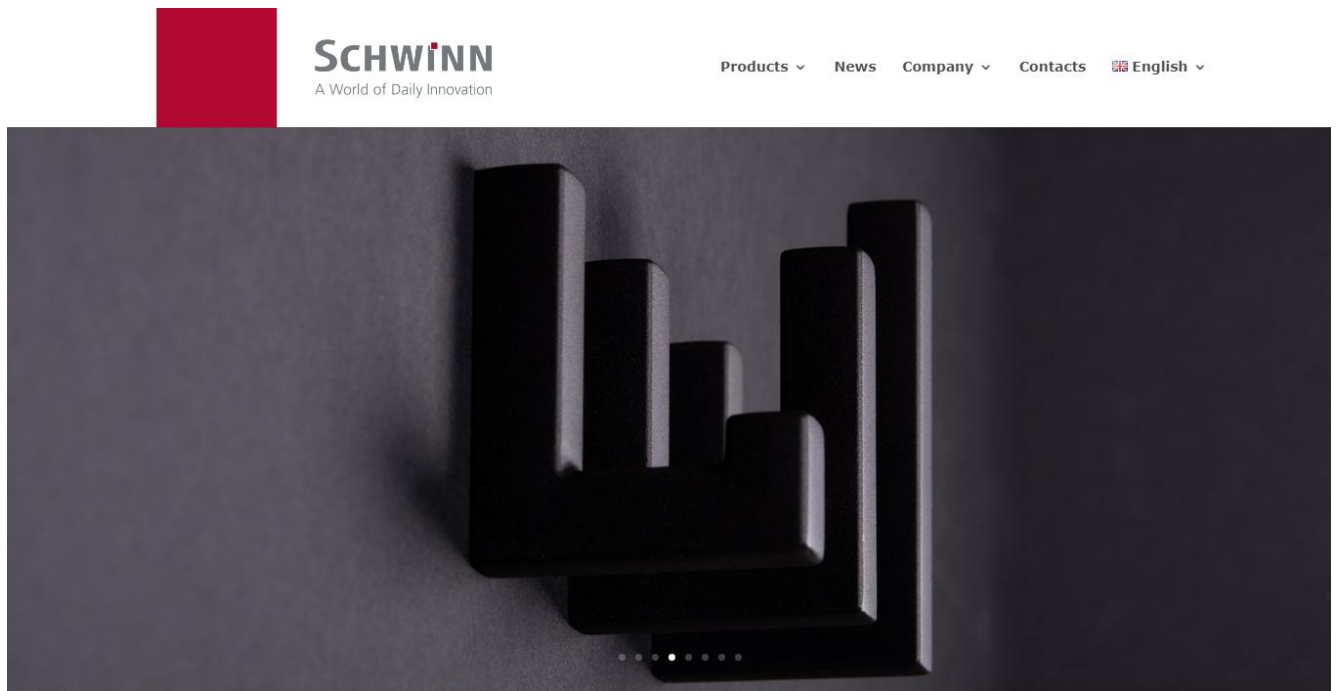 SCHWINN
A World of Daily Innovation
Products
News
Company
Contacts
English